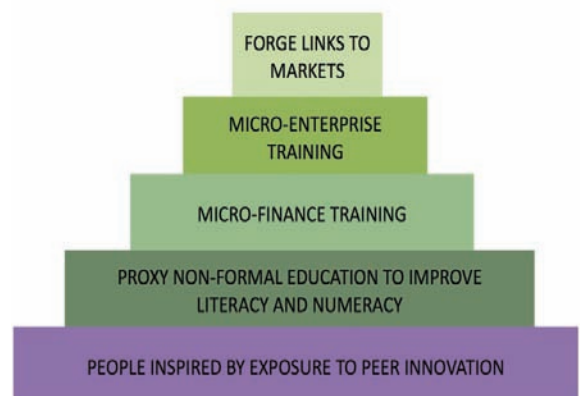 FORGE LINKS TO
MARKETS
MICRO-ENTERPRISE
TRAINING
MICRO-FINANCE TRAINING
PROXY NON-FORMAL EDUCATION TO IMPROVE
LITERACY AND NUMERACY
PEOPLE INSPIRED BY EXPOSURE TO PEER INNOVATION